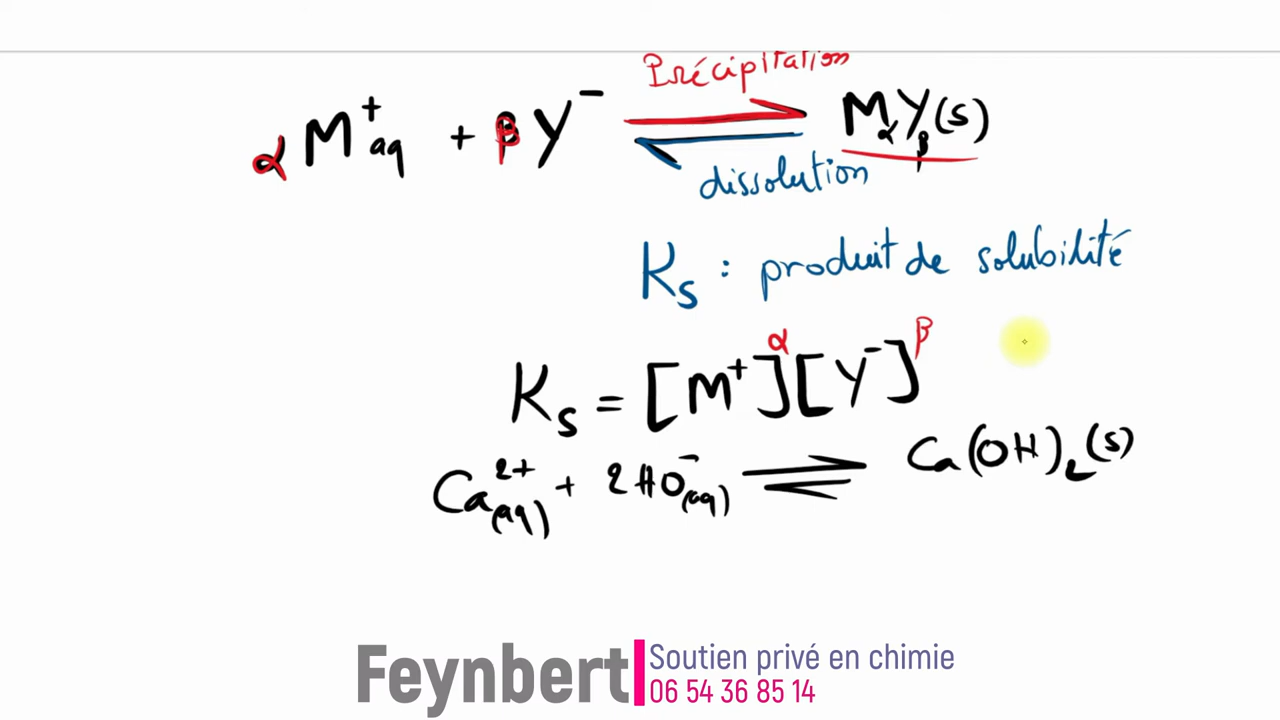 Précipitation
αM⁺aq + βY⁻ ⇌ MαYβ(s)
dissolution
Ks : produit de solubilité
Ks = [M⁺]ᵅ[Y⁻]ᵝ
Ca²⁺(aq) + 2HO⁻(aq) ⇌ Ca(OH)₂(s)
Feynbert
Soutien privé en chimie
06 54 36 85 14